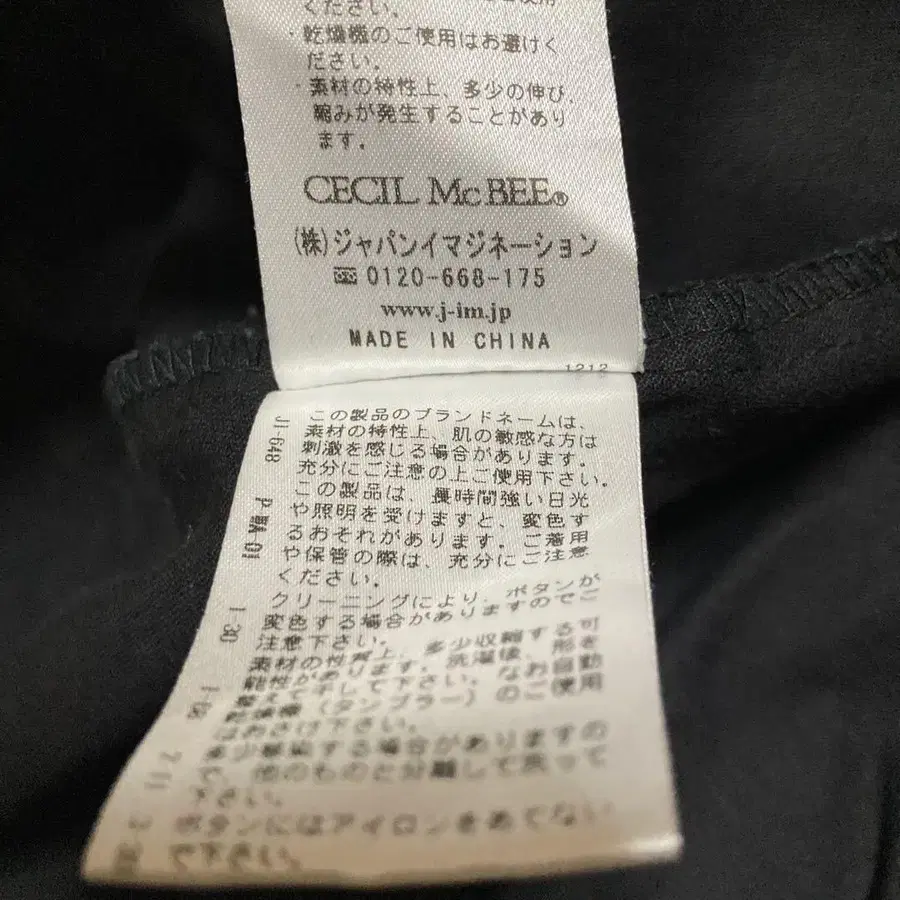 ください。
・乾燥機のご使用はお避けく
ださい。
・素材の特性上、多少の伸び、
縮みが発生することがあり
ます。
CECIL McBEE®
(株)ジャパンイマジネーション
0120-668-175
www.j-im.jp
MADE IN CHINA
1212
この製品のブランドネームは、
素材の特性上、肌の敏感な方は
刺激を感じる場合があります。
充分にご注意の上ご使用下さい。
この製品は、長時間強い日光
や照明を受けますと、変色す
るおそれがあります。ご着用
や保管の際は、充分にご注意
ください。
クリーニングにより、ボタンが
変色する場合がありますのでご
注意下さい。
素材の性質上、多少収縮する可
能性があります。洗濯後、形を
整えて干して下さい。なお自動
乾燥機(タンブラー)のご使用
はおさけ下さい。
多少移染する場合がありますの
で、他のものと分離して洗って
下さい。
ボタンにはアイロンをあてない
で下さい。
JI-648